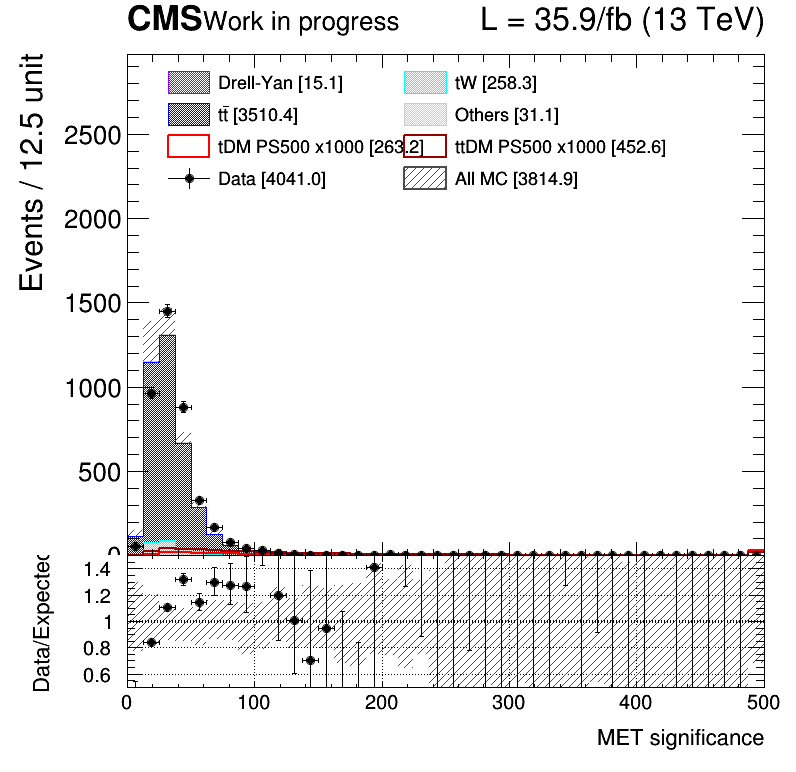 CMS Work in progress L = 35.9/fb (13 TeV)
Drell-Yan [15.1] tW [258.3]
tt̄ [3510.4] Others [31.1]
tDM PS500 x1000 [263.2] ttDM PS500 x1000 [452.6]
Data [4041.0] All MC [3814.9]
Events / 12.5 unit
2500
2000
1500
1000
500
0
Data/Expected
1.4
1.2
1
0.8
0.6
0 100 200 300 400 500
MET significance